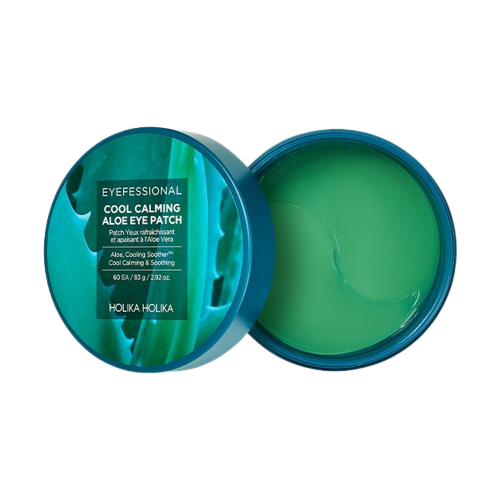 EYEFESSIONAL
COOL CALMING
ALOE EYE PATCH
Patch Yeux rafraîchissant
et apaisant à l'Aloe Vera
Aloe, Cooling Soother™
Cool Calming & Soothing
60 EA / 83 g / 2.92 oz.
HOLIKA HOLIKA